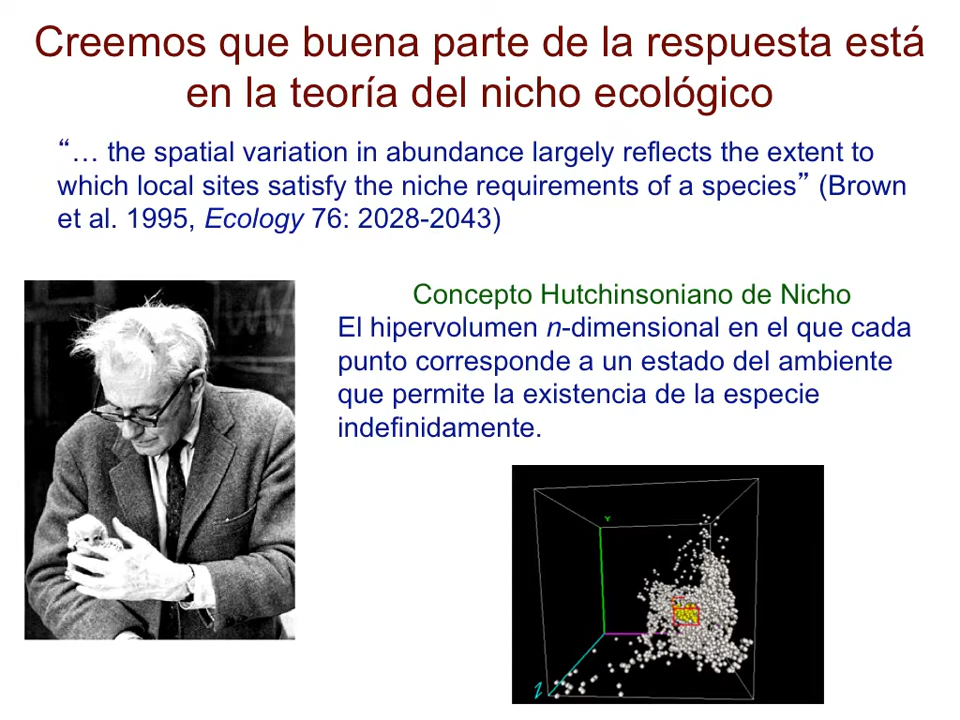 Creemos que buena parte de la respuesta está
en la teoría del nicho ecológico
“… the spatial variation in abundance largely reflects the extent to
which local sites satisfy the niche requirements of a species” (Brown
et al. 1995, Ecology 76: 2028-2043)
Concepto Hutchinsoniano de Nicho
El hipervolumen n-dimensional en el que cada
punto corresponde a un estado del ambiente
que permite la existencia de la especie
indefinidamente.
Y
Z